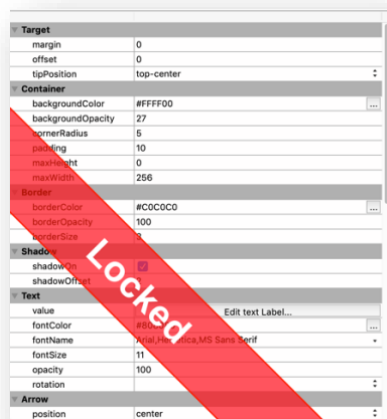 Target
margin 0
offset 0
tipPosition top-center
Container
backgroundColor #FFFF00 ...
backgroundOpacity 27
cornerRadius 5
padding 10
maxHeight 0
maxWidth 256
Border
borderColor #C0C0C0 ...
borderOpacity 100
borderSize
Shadow
shadowOn
shadowOffset
Locked
Text
value Edit text Label...
fontColor ...
fontName Arial,Helvetica,MS Sans Serif
fontSize 11
opacity 100
rotation
Arrow
position center